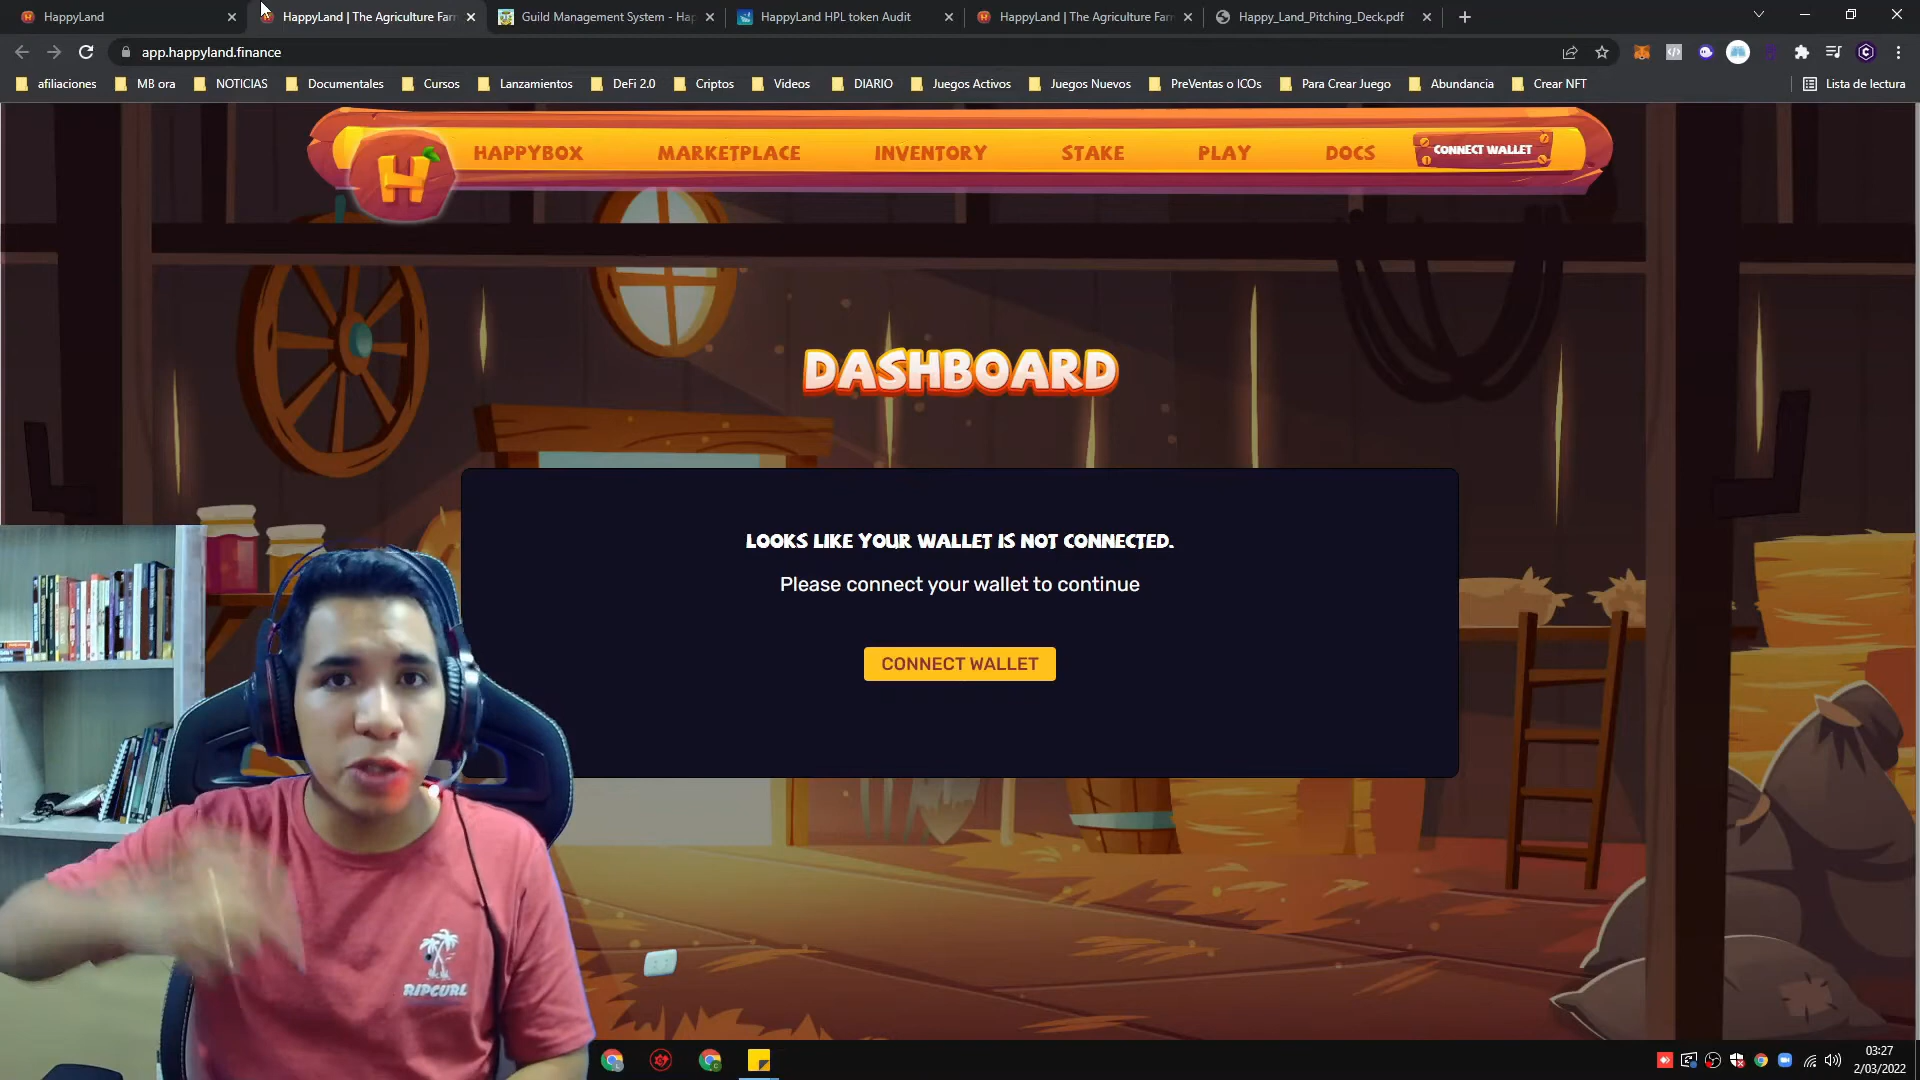 HappyLand
HappyLand | The Agriculture Farm
Guild Management System - Hap
HappyLand HPL token Audit
HappyLand | The Agriculture Farm
Happy_Land_Pitching_Deck.pdf
app.happyland.finance
afiliaciones
MB ora
NOTICIAS
Documentales
Cursos
Lanzamientos
DeFi 2.0
Criptos
Videos
DIARIO
Juegos Activos
Juegos Nuevos
PreVentas o ICOs
Para Crear Juego
Abundancia
Crear NFT
Lista de lectura
H
HAPPYBOX
MARKETPLACE
INVENTORY
STAKE
PLAY
DOCS
CONNECT WALLET
DASHBOARD
LOOKS LIKE YOUR WALLET IS NOT CONNECTED.
Please connect your wallet to continue
CONNECT WALLET
RIPCURL
03:27
2/03/2022